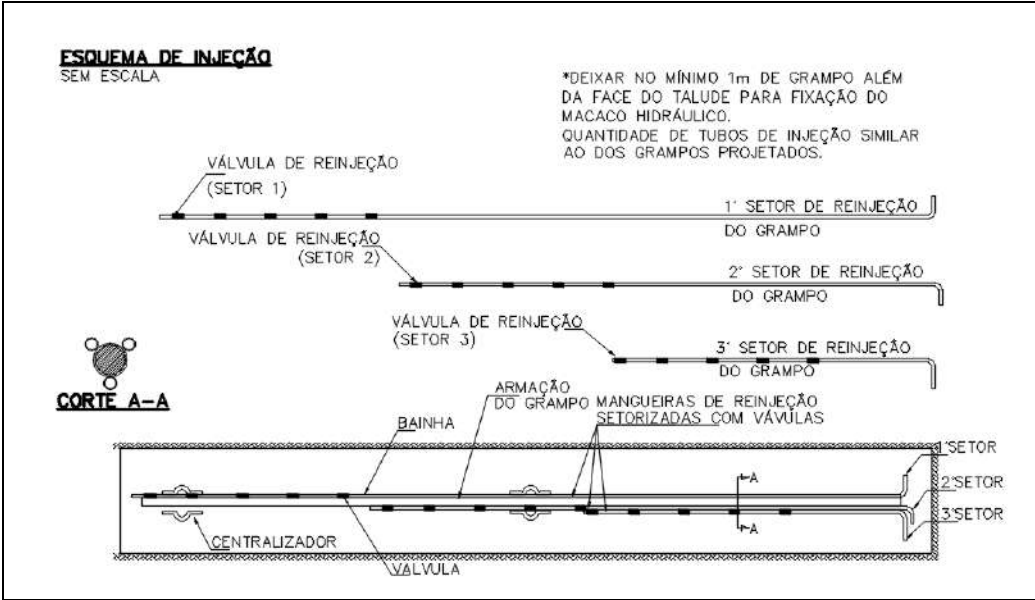 ESQUEMA DE INJEÇÃO
SEM ESCALA
*DEIXAR NO MÍNIMO 1m DE GRAMPO ALÉM
DA FACE DO TALUDE PARA FIXAÇÃO DO
MACACO HIDRÁULICO.
QUANTIDADE DE TUBOS DE INJEÇÃO SIMILAR
AO DOS GRAMPOS PROJETADOS.
VÁLVULA DE REINJEÇÃO
(SETOR 1)
1° SETOR DE REINJEÇÃO
DO GRAMPO
VÁLVULA DE REINJEÇÃO
(SETOR 2)
2° SETOR DE REINJEÇÃO
DO GRAMPO
VÁLVULA DE REINJEÇÃO
(SETOR 3)
3° SETOR DE REINJEÇÃO
DO GRAMPO
CORTE A-A
ARMAÇÃO
DO GRAMPO
MANGUEIRAS DE REINJEÇÃO
SETORIZADAS COM VÁVULAS
BAINHA
1°SETOR
A
2°SETOR
3°SETOR
A
CENTRALIZADOR
VALVULA